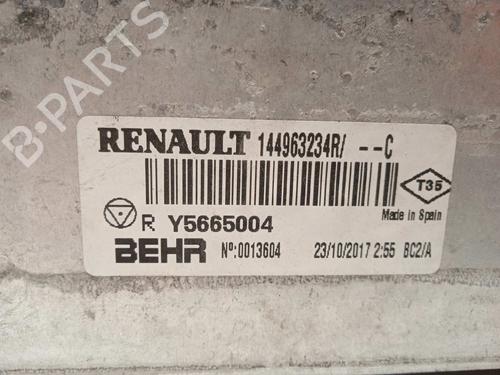 B-PARTS
RENAULT 144963234R/ --C
T35
Made in Spain
R Y5665004
BEHR Nº:0013604 23/10/2017 2:55 BC2/A